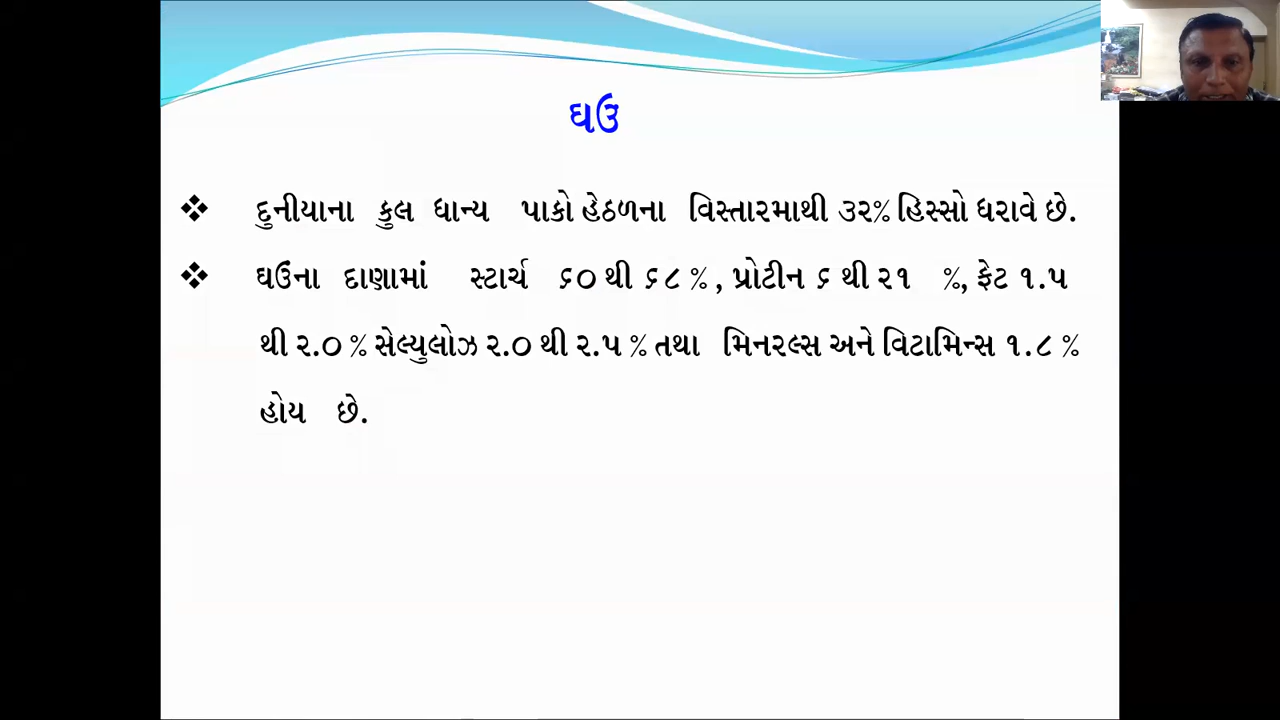 ઘઉ
❖ દુનીયાના કુલ ધાન્ય પાકો હેઠળના વિસ્તારમાથી ૩૨% હિસ્સો ધરાવે છે.
❖ ઘઉંના દાણામાં સ્ટાર્ચ ૬૦ થી ૬૮ %, પ્રોટીન ૬ થી ૨૧ %, ફેટ ૧.૫
થી ૨.૦ % સેલ્યુલોઝ ૨.૦ થી ૨.૫ % તથા મિનરલ્સ અને વિટામિન્સ ૧.૮ %
હોય છે.